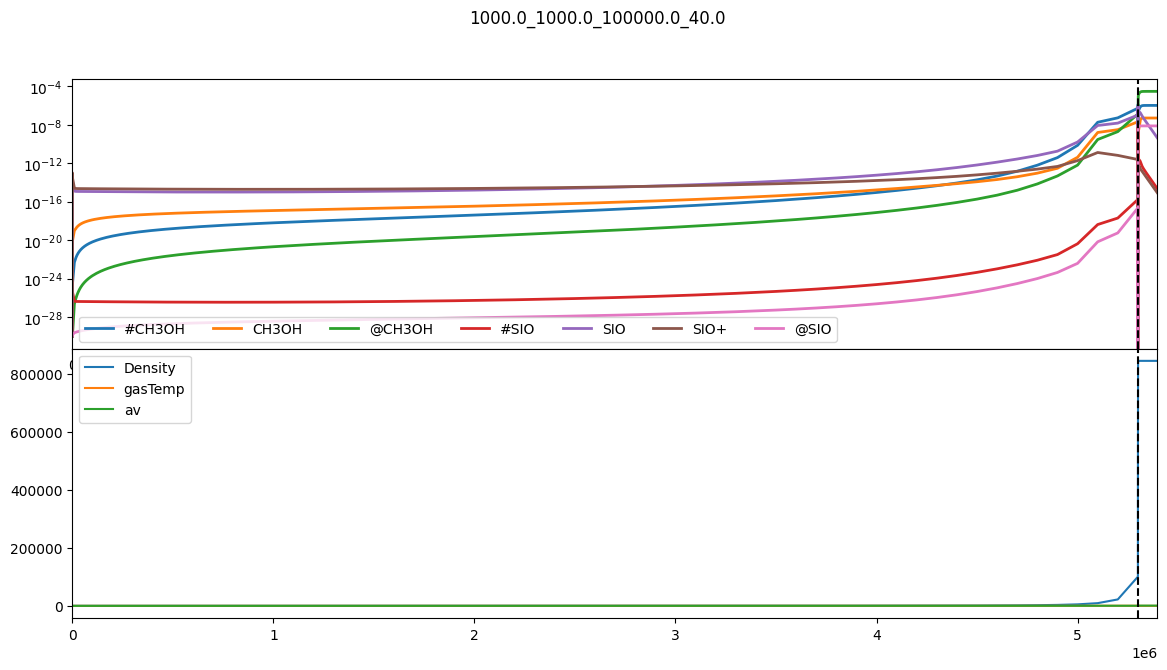 1000.0_1000.0_100000.0_40.0
10⁻⁴
10⁻⁸
10⁻¹²
10⁻¹⁶
10⁻²⁰
10⁻²⁴
10⁻²⁸
#CH3OH CH3OH @CH3OH #SIO SIO SIO+ @SIO
800000
600000
400000
200000
0
Density
gasTemp
av
0 1 2 3 4 5
1e6